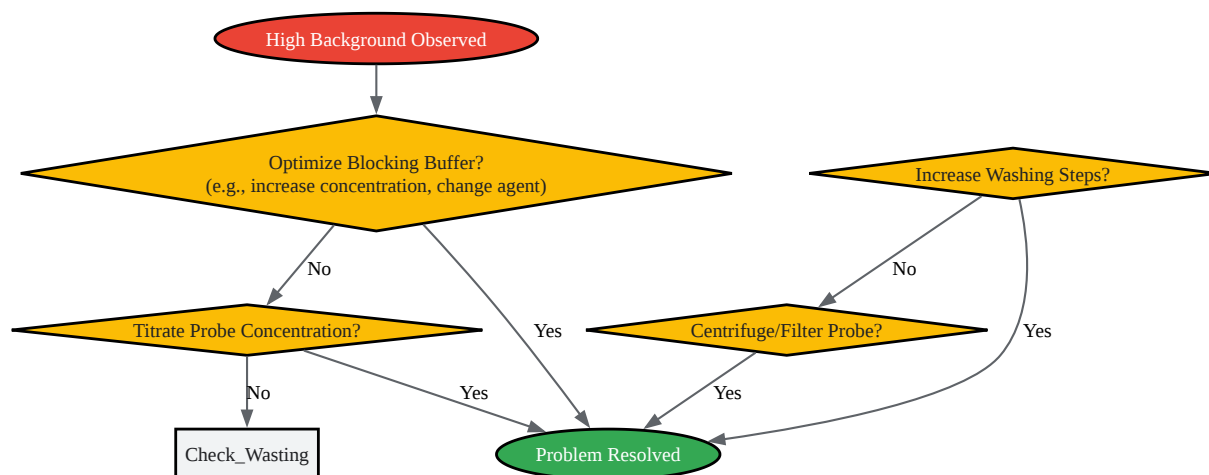 High Background Observed
Optimize Blocking Buffer?
(e.g., increase concentration, change agent)
Increase Washing Steps?
No
No
Titrate Probe Concentration?
Yes
Centrifuge/Filter Probe?
Yes
No
Yes
Yes
Check_Wasting
Problem Resolved